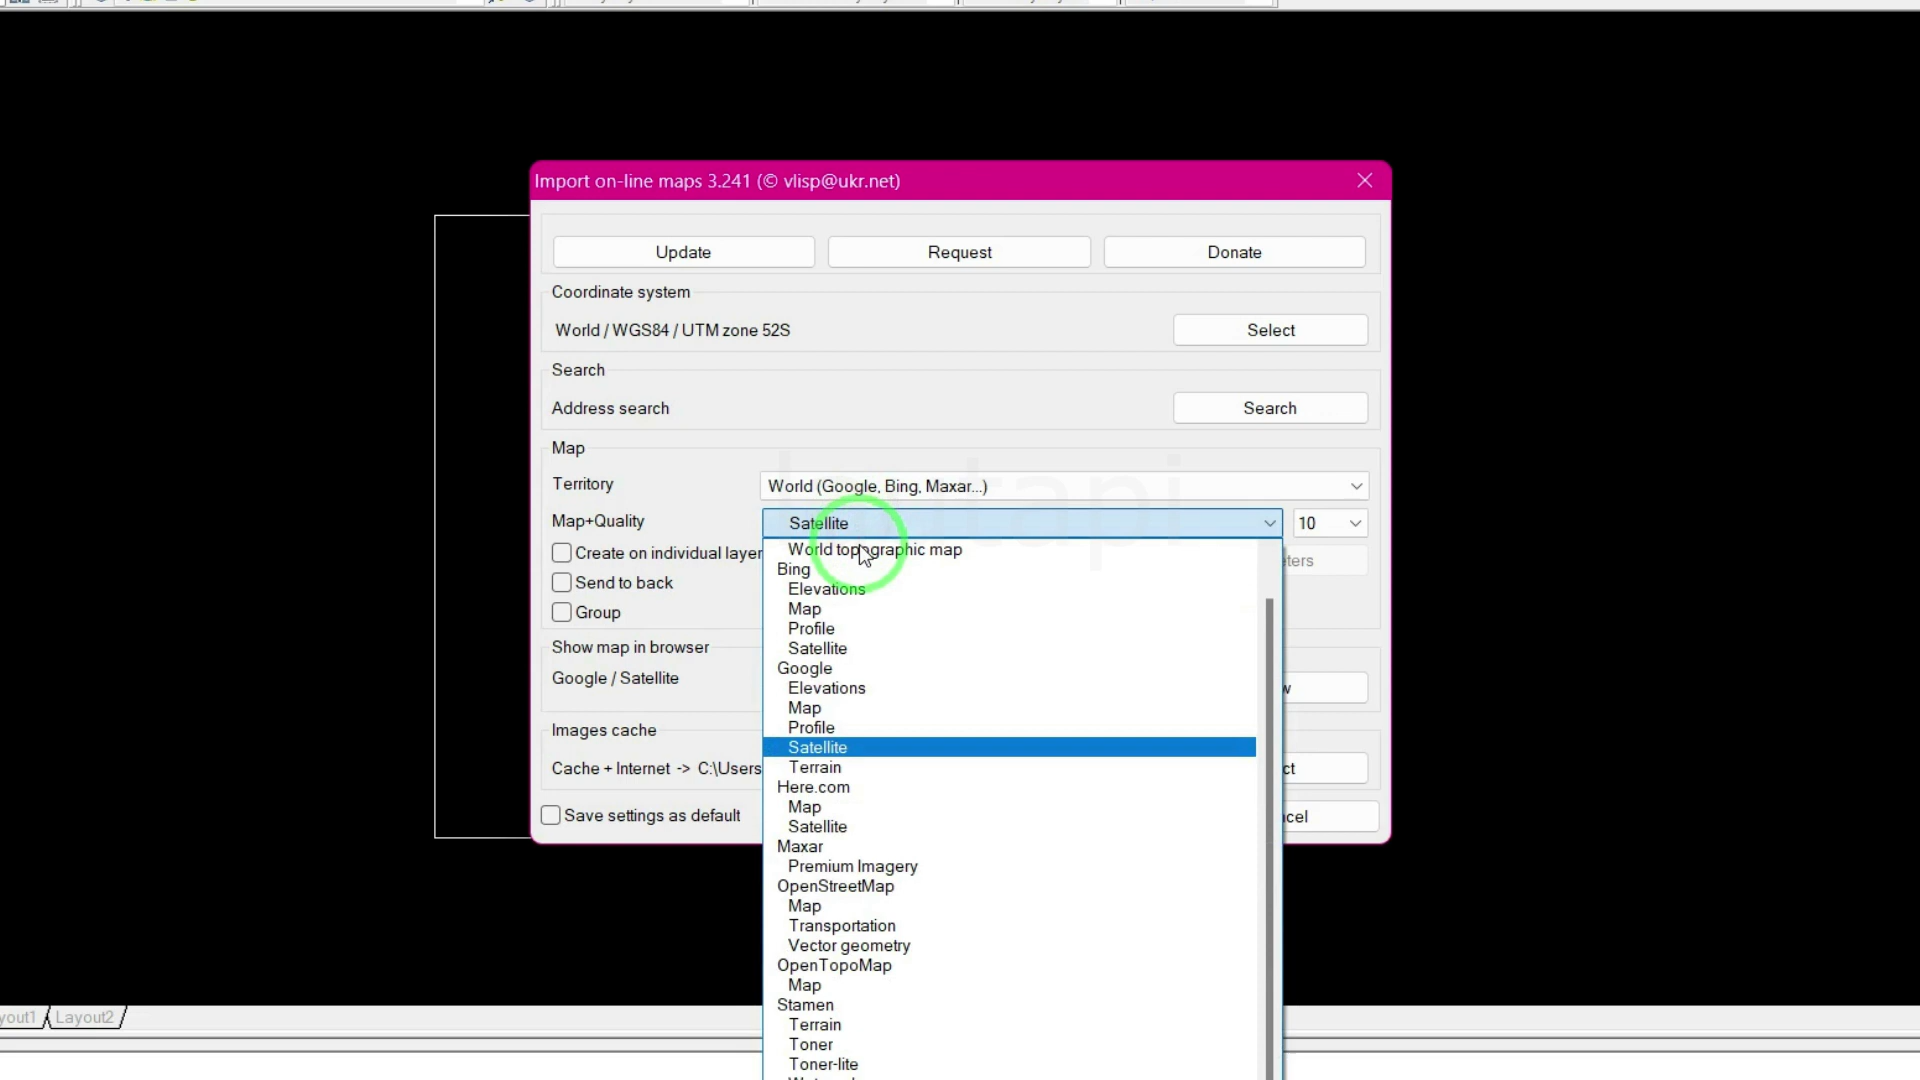 Import on-line maps 3.241 (© vlisp@ukr.net)
Update
Request
Donate
Coordinate system
World / WGS84 / UTM zone 52S
Select
Search
Address search
Search
Map
Territory
World (Google, Bing, Maxar...)
Map+Quality
Satellite
10
Create on individual layer
Send to back
Group
Show map in browser
Google / Satellite
Images cache
Cache + Internet -> C:\Users
Save settings as default
World topographic map
Bing
Elevations
Map
Profile
Satellite
Google
Elevations
Map
Profile
Satellite
Terrain
Here.com
Map
Satellite
Maxar
Premium Imagery
OpenStreetMap
Map
Transportation
Vector geometry
OpenTopoMap
Map
Stamen
Terrain
Toner
Toner-lite
Layout2